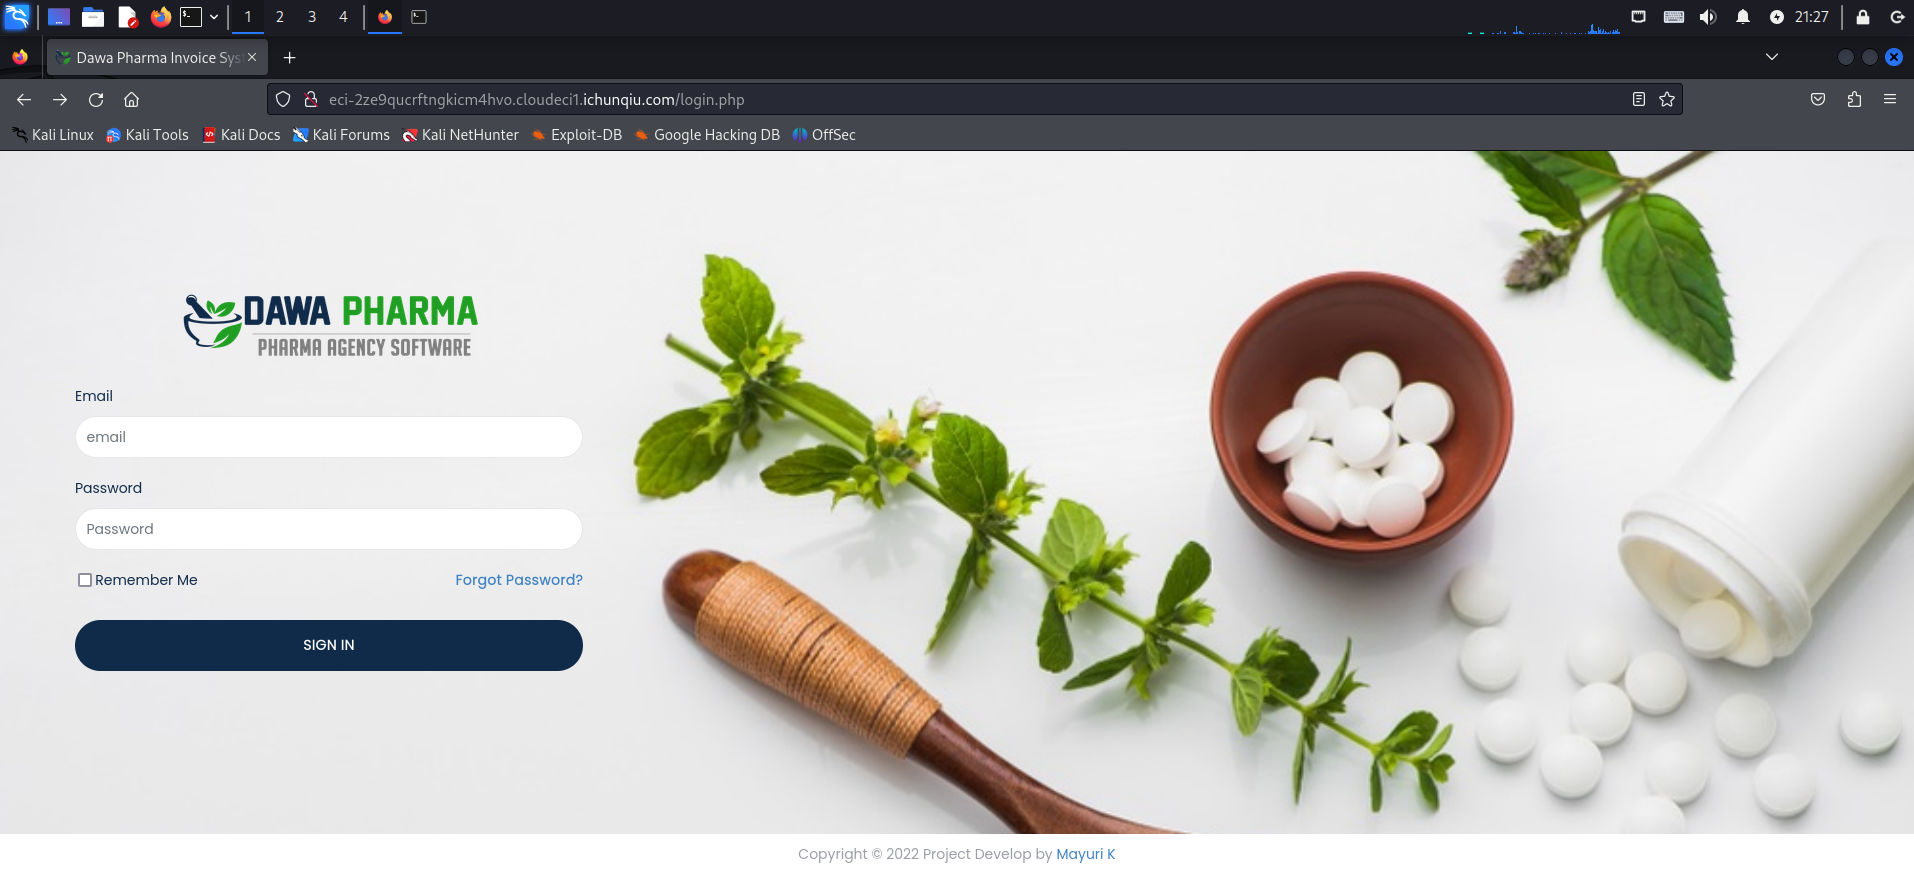 1 2 3 4 21:27
Dawa Pharma Invoice Sys
eci-2ze9qucrftngkicm4hvo.cloudeci1.ichunqiu.com/login.php
Kali Linux Kali Tools Kali Docs Kali Forums Kali NetHunter Exploit-DB Google Hacking DB OffSec
DAWA PHARMA
PHARMA AGENCY SOFTWARE
Email
email
Password
Password
Remember Me Forgot Password?
SIGN IN
Copyright © 2022 Project Develop by Mayuri K